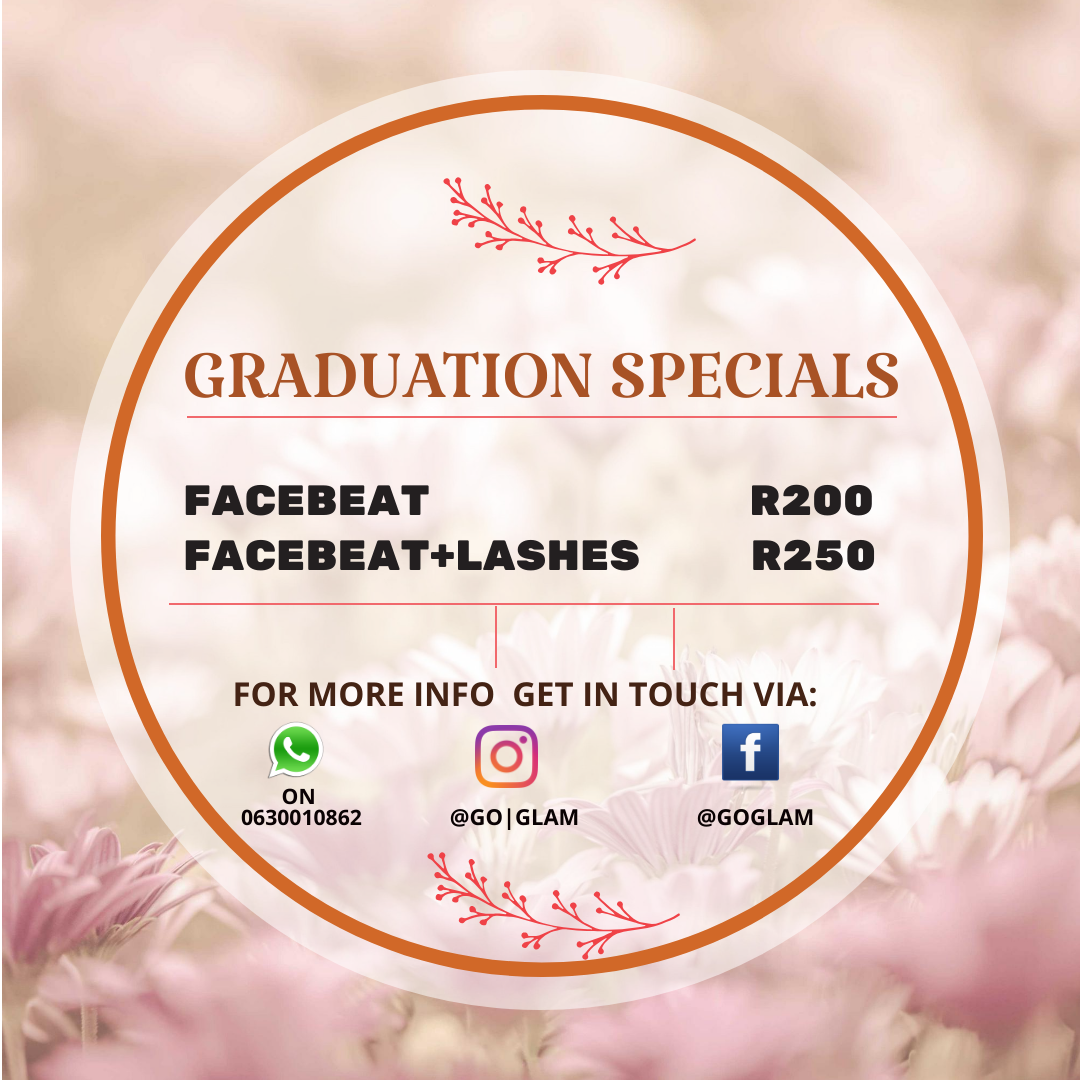 GRADUATION SPECIALS
FACEBEAT R200
FACEBEAT+LASHES R250
FOR MORE INFO GET IN TOUCH VIA:
ON
0630010862 @GO|GLAM @GOGLAM